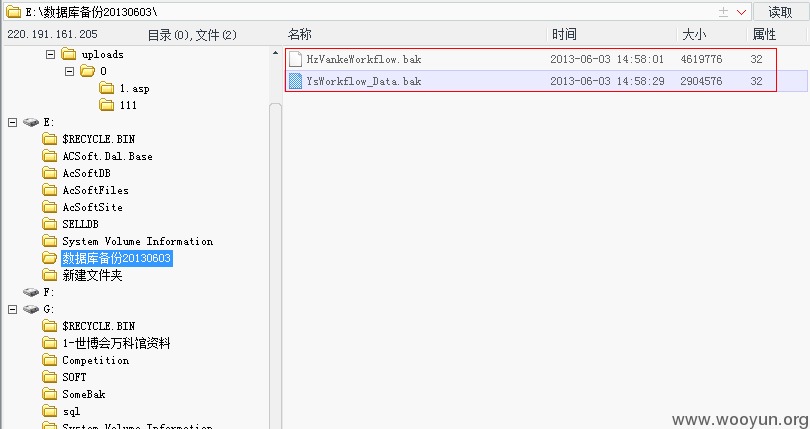 E:\数据库备份20130603\
读取
220.191.161.205
目录(0),文件(2)
名称 时间 大小 属性
uploads
0
1.asp
111
E:
$RECYCLE.BIN
ACSoft.Dal.Base
AcSoftDB
AcSoftFiles
AcSoftSite
SELLDB
System Volume Information
数据库备份20130603
新建文件夹
F:
G:
$RECYCLE.BIN
1-世博会万科馆资料
Competition
SOFT
SomeBak
sql
System Volume Information
HzVankeWorkflow.bak 2013-06-03 14:58:01 4619776 32
YsWorkflow_Data.bak 2013-06-03 14:58:29 2904576 32
www.wooyun.org